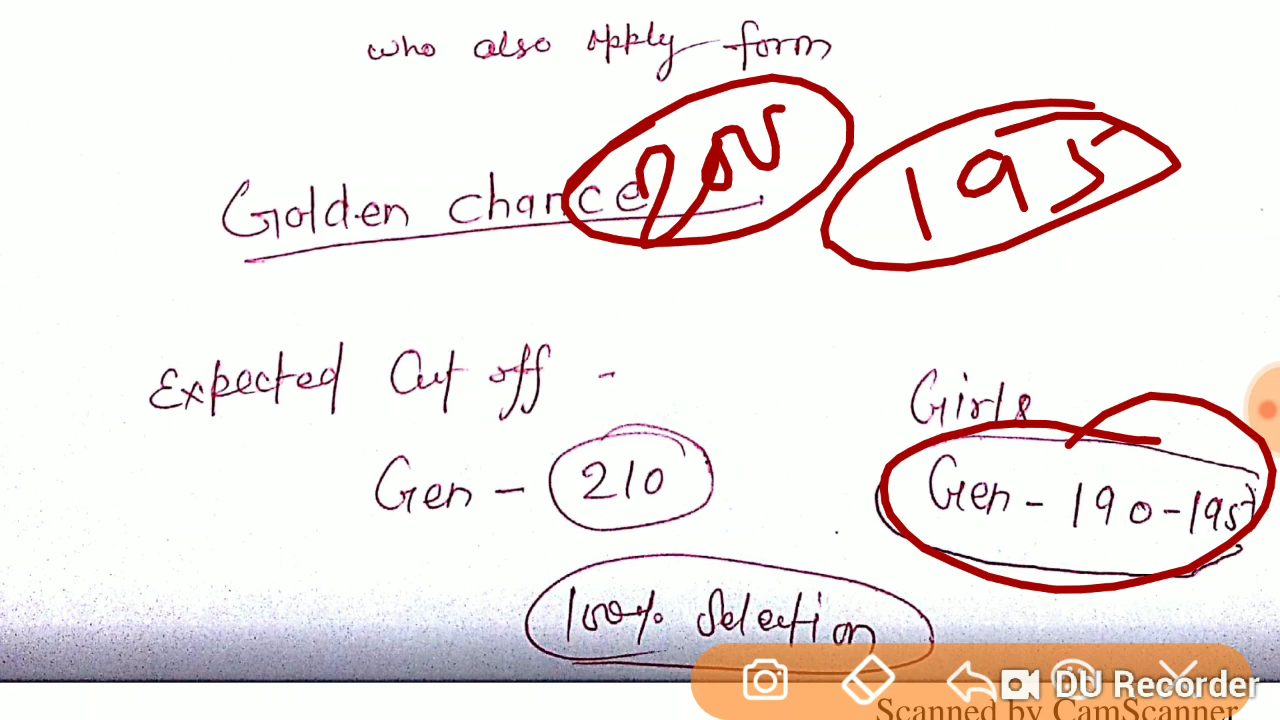 who also apply form
Golden chance 200 195
Expected Cut off -
Girls
Gen - 210
Gen - 190 - 195
100% Selection
DU Recorder
Scanned by CamScanner